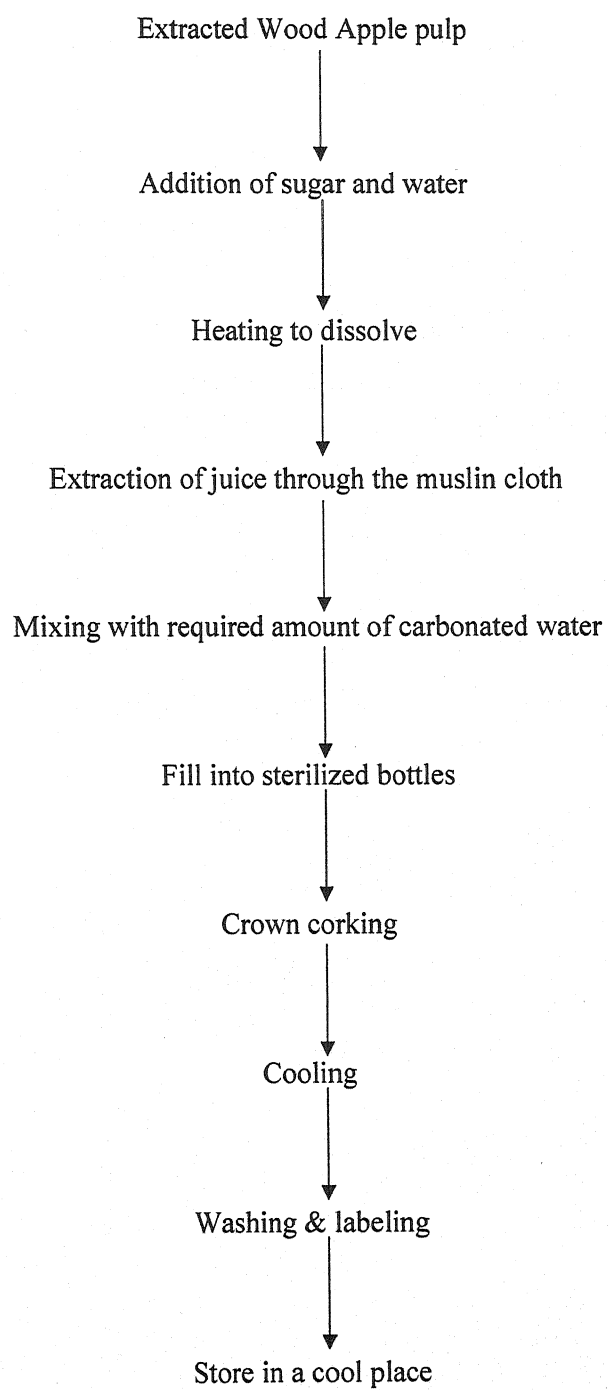 Extracted Wood Apple pulp
Addition of sugar and water
Heating to dissolve
Extraction of juice through the muslin cloth
Mixing with required amount of carbonated water
Fill into sterilized bottles
Crown corking
Cooling
Washing & labeling
Store in a cool place